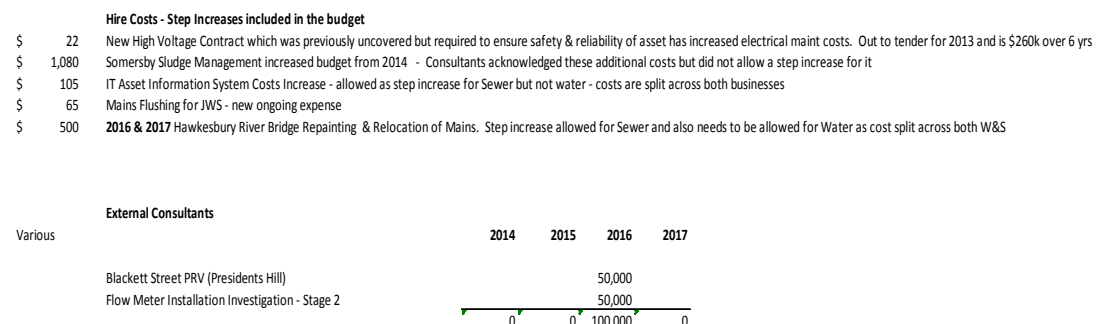 Hire Costs - Step Increases included in the budget
$ 22 New High Voltage Contract which was previously uncovered but required to ensure safety & reliability of asset has increased electrical maint costs. Out to tender for 2013 and is $260k over 6 yrs
$ 1,080 Somersby Sludge Management increased budget from 2014 - Consultants acknowledged these additional costs but did not allow a step increase for it
$ 105 IT Asset Information System Costs Increase - allowed as step increase for Sewer but not water - costs are split across both businesses
$ 65 Mains Flushing for JWS - new ongoing expense
$ 500 2016 & 2017 Hawkesbury River Bridge Repainting & Relocation of Mains. Step increase allowed for Sewer and also needs to be allowed for Water as cost split across both W&S
External Consultants
Various 2014 2015 2016 2017
Blackett Street PRV (Presidents Hill) 50,000
Flow Meter Installation Investigation - Stage 2 50,000
0 0 100,000 0